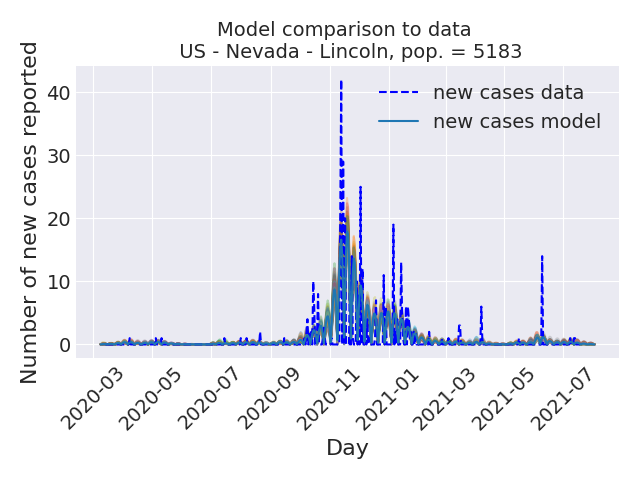 Model comparison to data
US - Nevada - Lincoln, pop. = 5183
Number of new cases reported
40
30
20
10
0
new cases data
new cases model
2020-03
2020-05
2020-07
2020-09
2020-11
2021-01
2021-03
2021-05
2021-07
Day